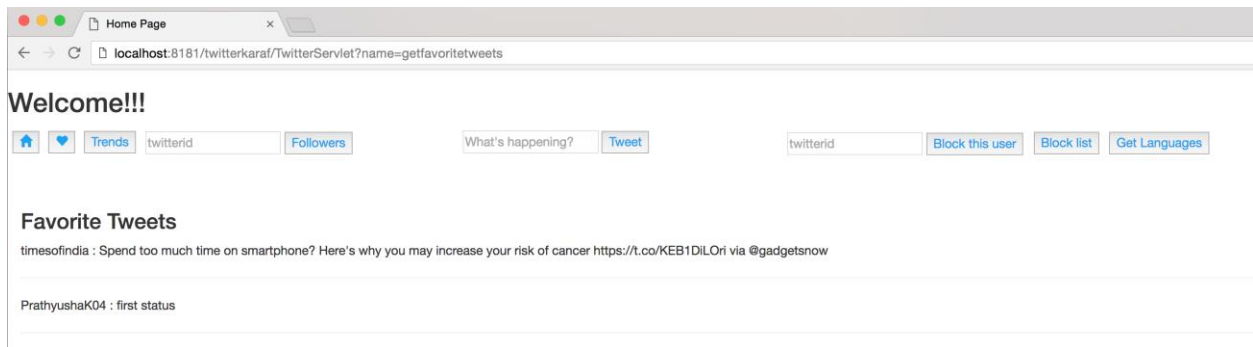 Home Page
localhost:8181/twitterkaraf/TwitterServlet?name=getfavoritetweets
Welcome!!!
Trends twitterid Followers What's happening? Tweet twitterid Block this user Block list Get Languages
Favorite Tweets
timesofindia : Spend too much time on smartphone? Here's why you may increase your risk of cancer https://t.co/KEB1DiLOri via @gadgetsnow
PrathyushaK04 : first status